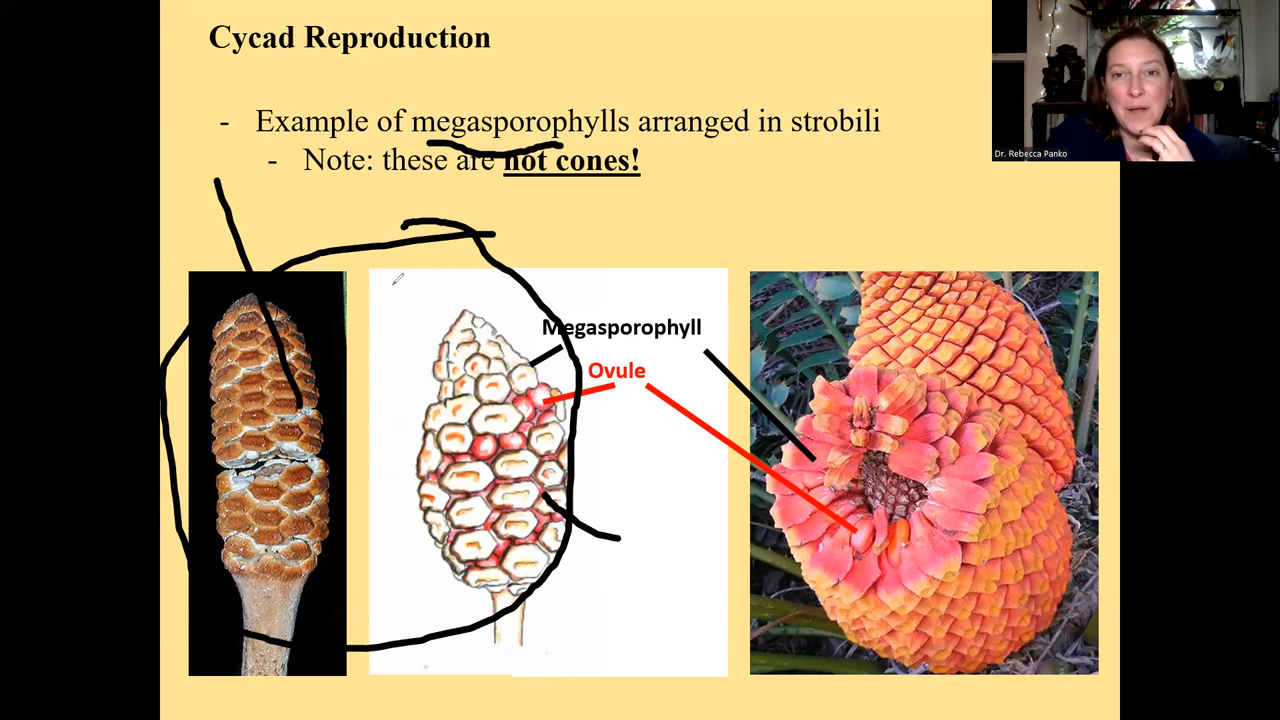 Cycad Reproduction
- Example of megasporophylls arranged in strobili
- Note: these are not cones!
Dr. Rebecca Panko
Megasporophyll
Ovule